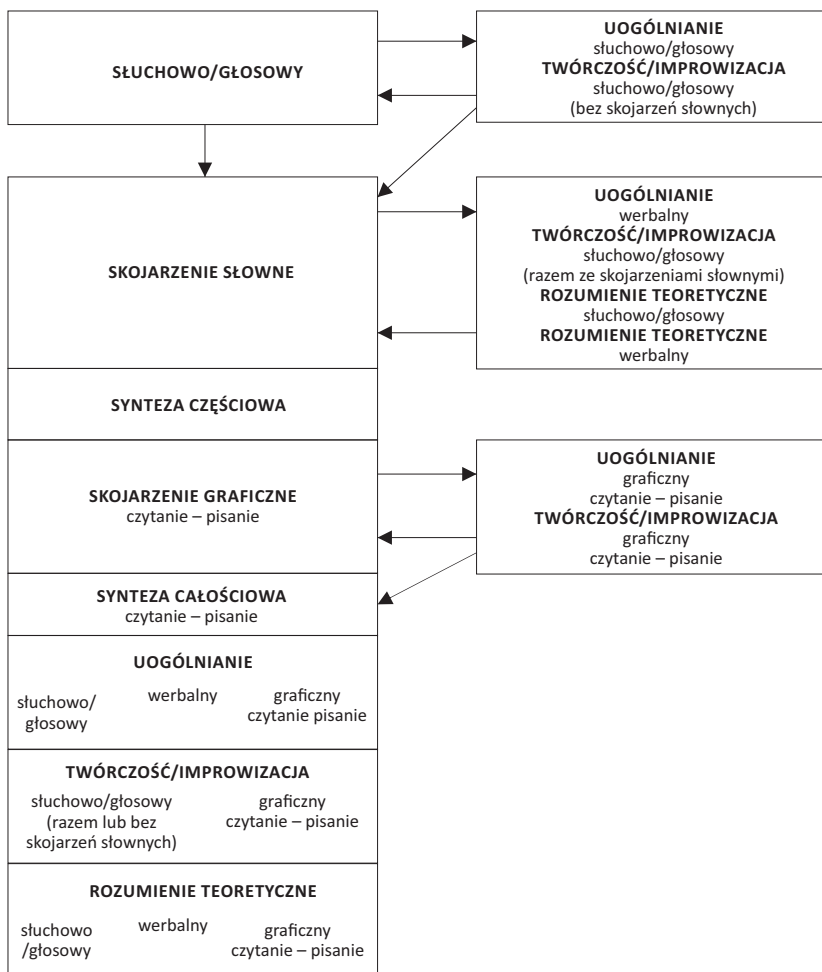 SŁUCHOWO/GŁOSOWY
UOGÓLNIANIE
słuchowo/głosowy
TWÓRCZOŚĆ/IMPROWIZACJA
słuchowo/głosowy
(bez skojarzeń słownych)
SKOJARZENIE SŁOWNE
UOGÓLNIANIE
werbalny
TWÓRCZOŚĆ/IMPROWIZACJA
słuchowo/głosowy
(razem ze skojarzeniami słownymi)
ROZUMIENIE TEORETYCZNE
słuchowo/głosowy
ROZUMIENIE TEORETYCZNE
werbalny
SYNTEZA CZĘŚCIOWA
SKOJARZENIE GRAFICZNE
czytanie – pisanie
UOGÓLNIANIE
graficzny
czytanie – pisanie
TWÓRCZOŚĆ/IMPROWIZACJA
graficzny
czytanie – pisanie
SYNTEZA CAŁOŚCIOWA
czytanie – pisanie
UOGÓLNIANIE
słuchowo/
głosowy
werbalny
graficzny
czytanie pisanie
TWÓRCZOŚĆ/IMPROWIZACJA
słuchowo/głosowy
(razem lub bez
skojarzeń słownych)
graficzny
czytanie – pisanie
ROZUMIENIE TEORETYCZNE
słuchowo
/głosowy
werbalny
graficzny
czytanie – pisanie